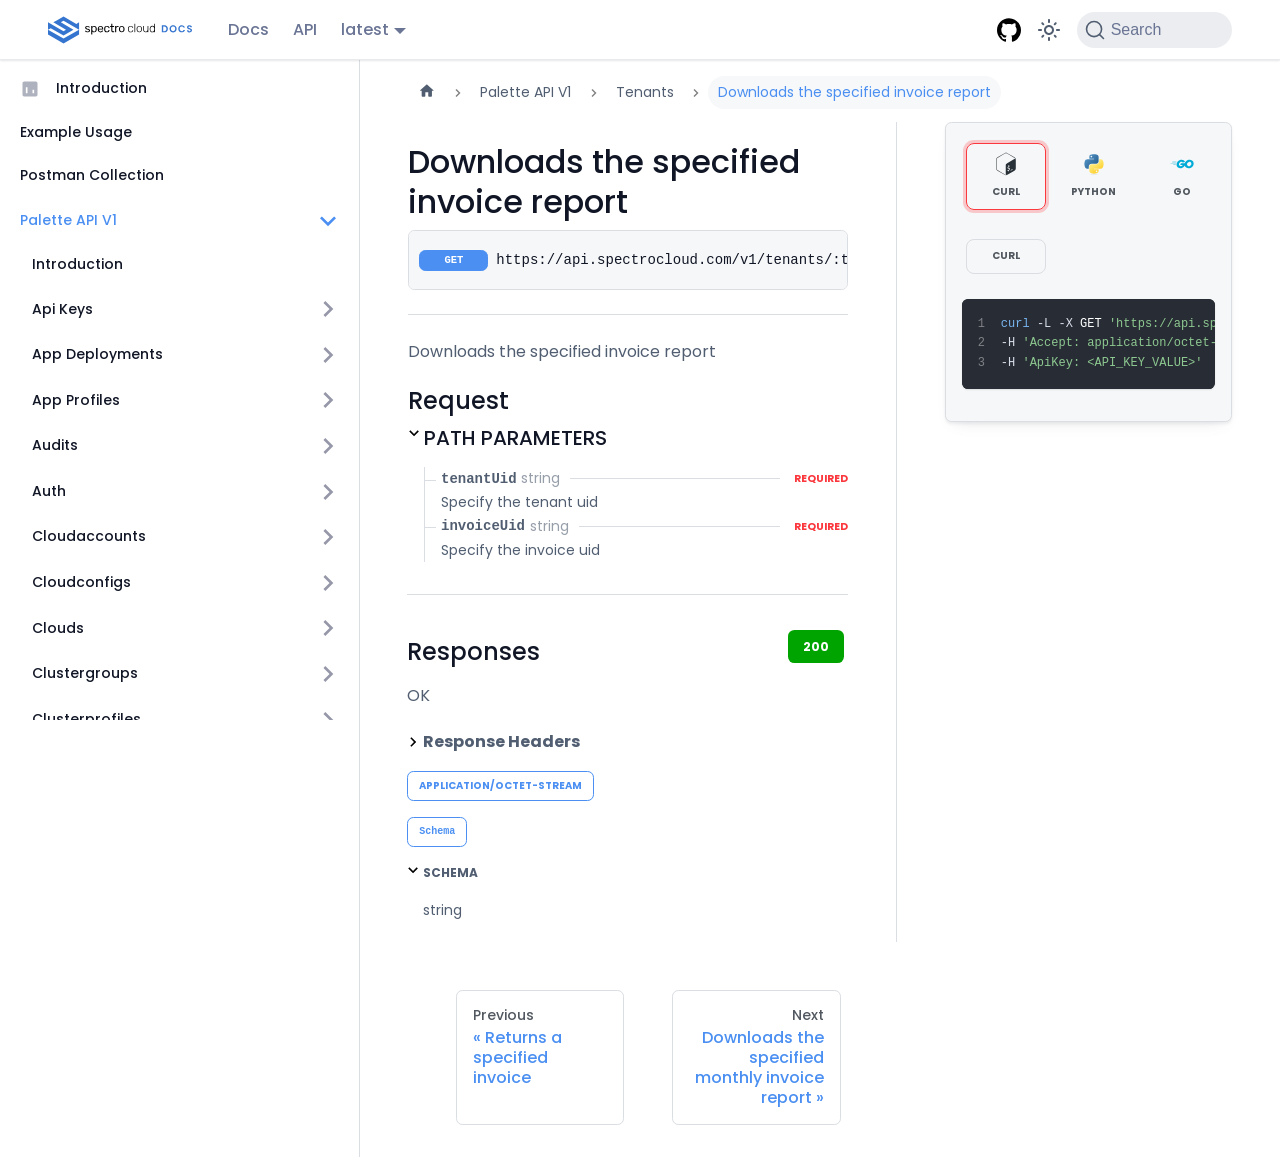 spectro cloud DOCS
Docs
API
latest
Search
Introduction
Example Usage
Postman Collection
Palette API V1
Introduction
Api Keys
App Deployments
App Profiles
Audits
Auth
Cloudaccounts
Cloudconfigs
Clouds
Clustergroups
Clusterprofiles
Palette API V1
Tenants
Downloads the specified invoice report
Downloads the specified
invoice report
GET https://api.spectrocloud.com/v1/tenants/:t
Downloads the specified invoice report
Request
PATH PARAMETERS
tenantUid string REQUIRED
Specify the tenant uid
invoiceUid string REQUIRED
Specify the invoice uid
Responses
200
OK
Response Headers
APPLICATION/OCTET-STREAM
Schema
SCHEMA
string
CURL
PYTHON
GO
CURL
1 curl -L -X GET 'https://api.sp
2 -H 'Accept: application/octet-
3 -H 'ApiKey: <API_KEY_VALUE>'
Previous
« Returns a
specified
invoice
Next
Downloads the
specified
monthly invoice
report »